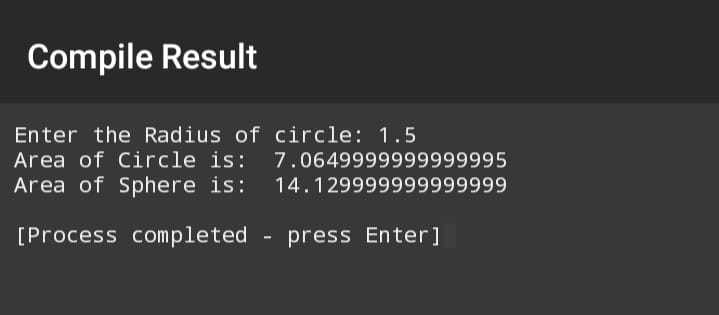 Compile Result
Enter the Radius of circle: 1.5
Area of Circle is:  7.0649999999999995
Area of Sphere is:  14.129999999999999
[Process completed - press Enter]